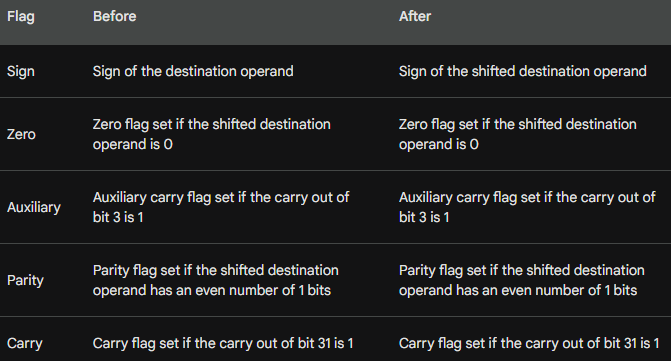 Flag Before After
Sign Sign of the destination operand Sign of the shifted destination operand
Zero Zero flag set if the shifted destination operand is 0 Zero flag set if the shifted destination operand is 0
Auxiliary Auxiliary carry flag set if the carry out of bit 3 is 1 Auxiliary carry flag set if the carry out of bit 3 is 1
Parity Parity flag set if the shifted destination operand has an even number of 1 bits Parity flag set if the shifted destination operand has an even number of 1 bits
Carry Carry flag set if the carry out of bit 31 is 1 Carry flag set if the carry out of bit 31 is 1